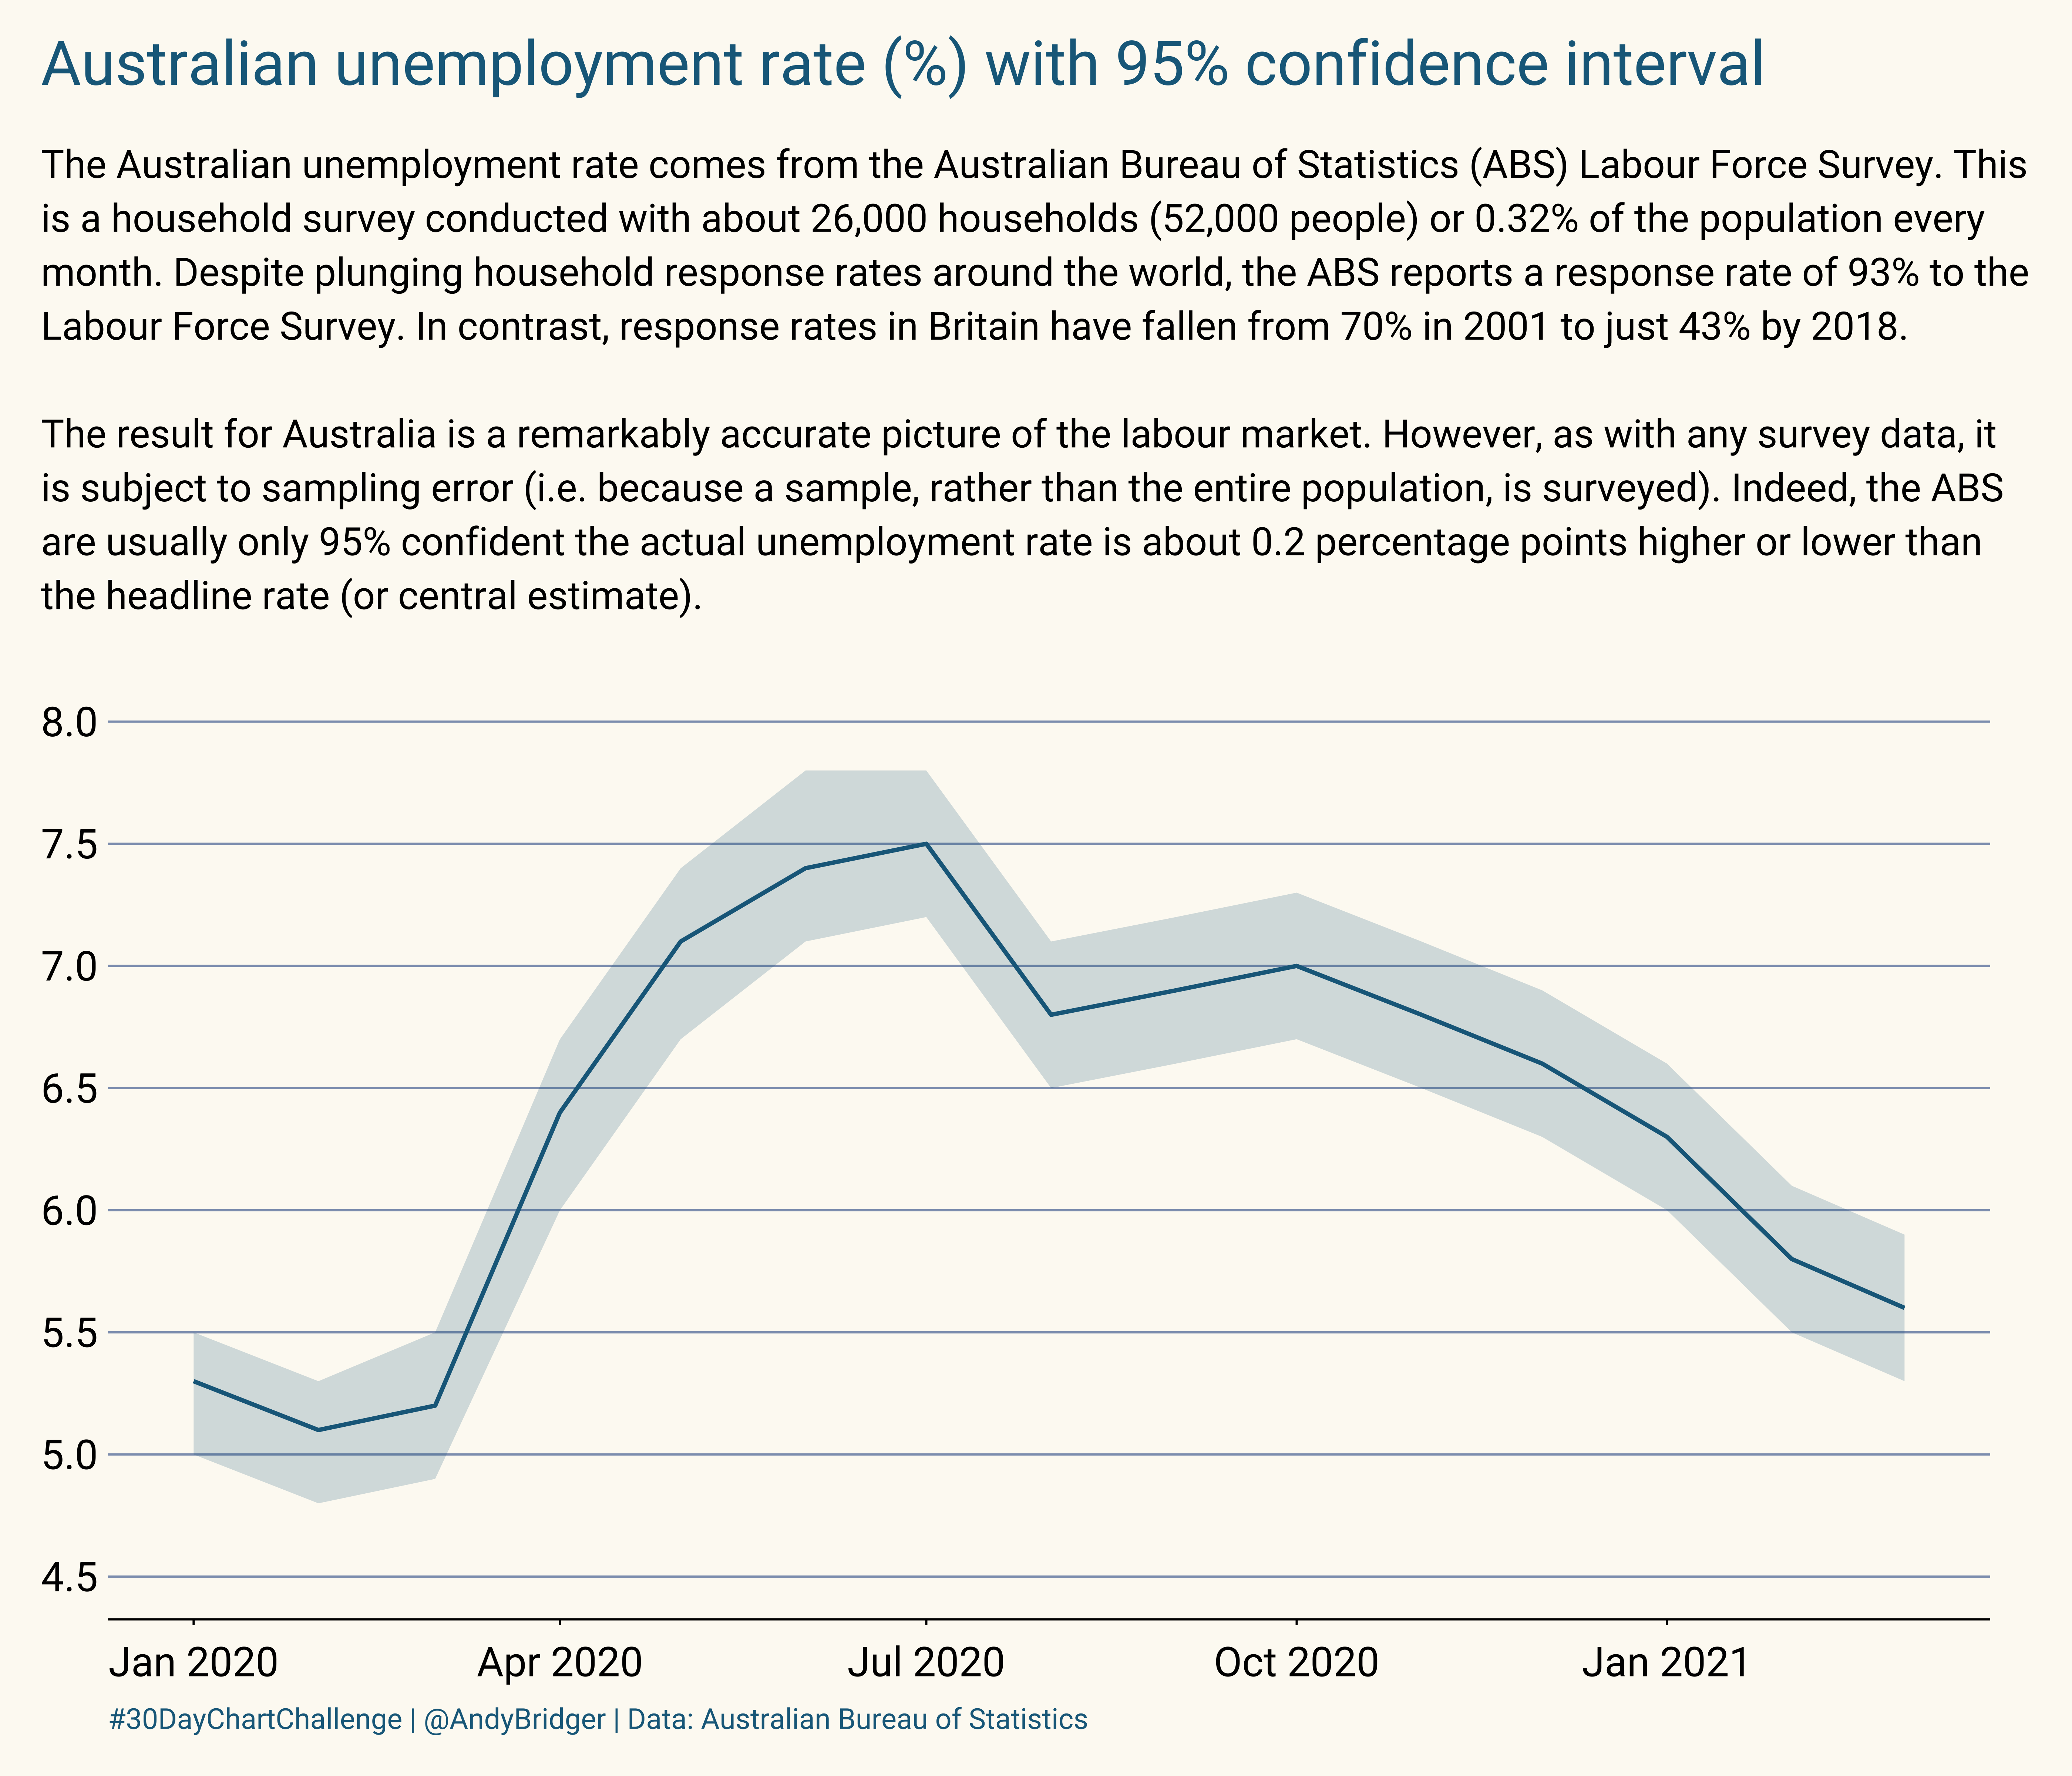 Australian unemployment rate (%) with 95% confidence interval
The Australian unemployment rate comes from the Australian Bureau of Statistics (ABS) Labour Force Survey. This
is a household survey conducted with about 26,000 households (52,000 people) or 0.32% of the population every
month. Despite plunging household response rates around the world, the ABS reports a response rate of 93% to the
Labour Force Survey. In contrast, response rates in Britain have fallen from 70% in 2001 to just 43% by 2018.
The result for Australia is a remarkably accurate picture of the labour market. However, as with any survey data, it
is subject to sampling error (i.e. because a sample, rather than the entire population, is surveyed). Indeed, the ABS
are usually only 95% confident the actual unemployment rate is about 0.2 percentage points higher or lower than
the headline rate (or central estimate).
8.0
7.5
7.0
6.5
6.0
5.5
5.0
4.5
Jan 2020 Apr 2020 Jul 2020 Oct 2020 Jan 2021
#30DayChartChallenge | @AndyBridger | Data: Australian Bureau of Statistics